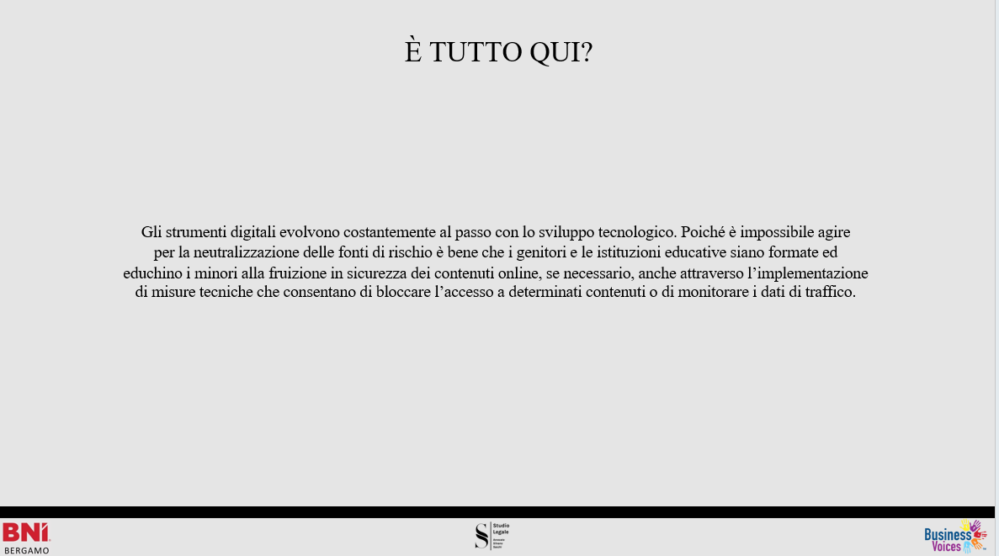 È TUTTO QUI?
Gli strumenti digitali evolvono costantemente al passo con lo sviluppo tecnologico. Poiché è impossibile agire
per la neutralizzazione delle fonti di rischio è bene che i genitori e le istituzioni educative siano formate ed
educhino i minori alla fruizione in sicurezza dei contenuti online, se necessario, anche attraverso l’implementazione
di misure tecniche che consentano di bloccare l’accesso a determinati contenuti o di monitorare i dati di traffico.
BNI
BERGAMO
S
Studio
Legale
Business
Voices